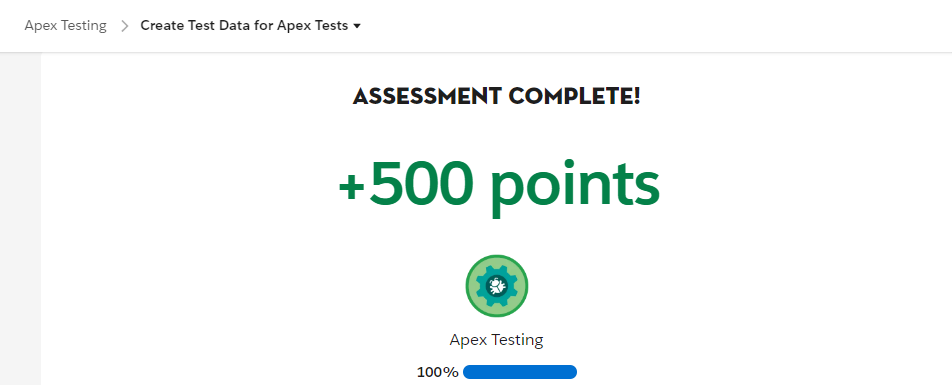 Apex Testing > Create Test Data for Apex Tests
ASSESSMENT COMPLETE!
+500 points
Apex Testing
100%